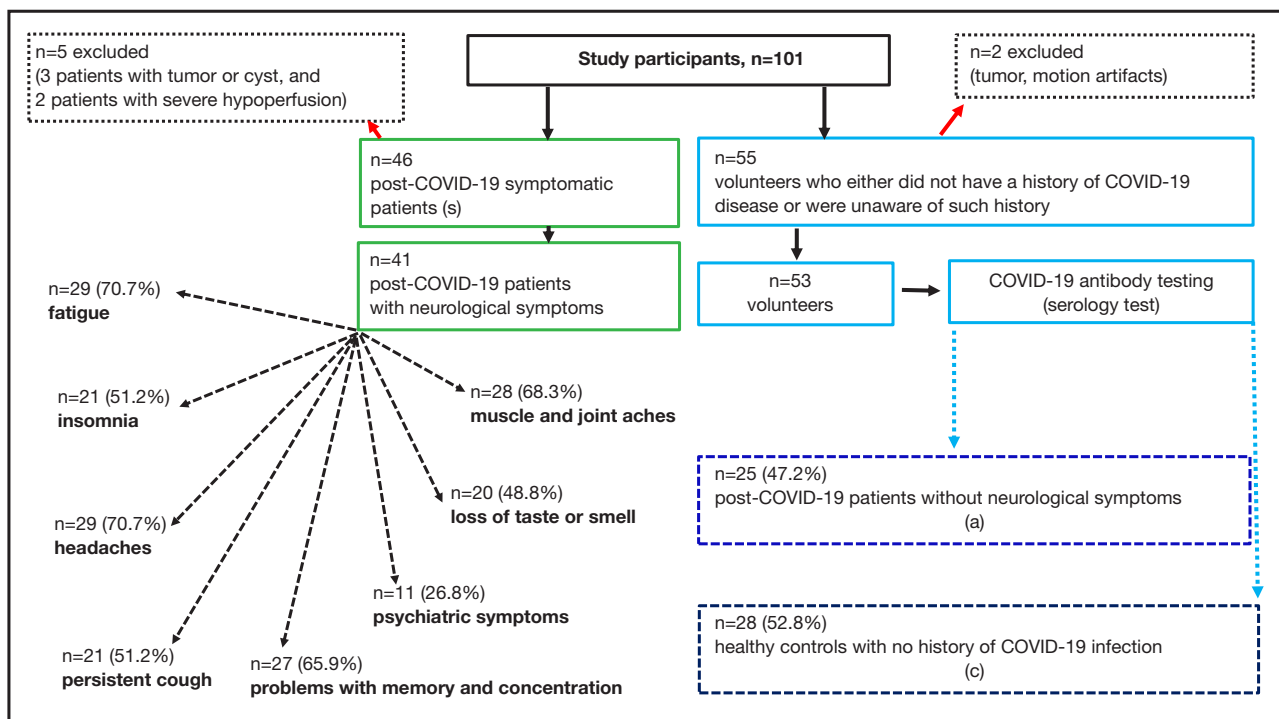 n=5 excluded
(3 patients with tumor or cyst, and
2 patients with severe hypoperfusion)
Study participants, n=101
n=2 excluded
(tumor, motion artifacts)
n=46
post-COVID-19 symptomatic
patients (s)
n=55
volunteers who either did not have a history of COVID-19
disease or were unaware of such history
n=41
post-COVID-19 patients
with neurological symptoms
n=53
volunteers
COVID-19 antibody testing
(serology test)
n=29 (70.7%)
fatigue
n=21 (51.2%)
insomnia
n=28 (68.3%)
muscle and joint aches
n=25 (47.2%)
post-COVID-19 patients without neurological symptoms
(a)
n=29 (70.7%)
headaches
n=20 (48.8%)
loss of taste or smell
n=11 (26.8%)
psychiatric symptoms
n=28 (52.8%)
healthy controls with no history of COVID-19 infection
(c)
n=21 (51.2%)
persistent cough
n=27 (65.9%)
problems with memory and concentration